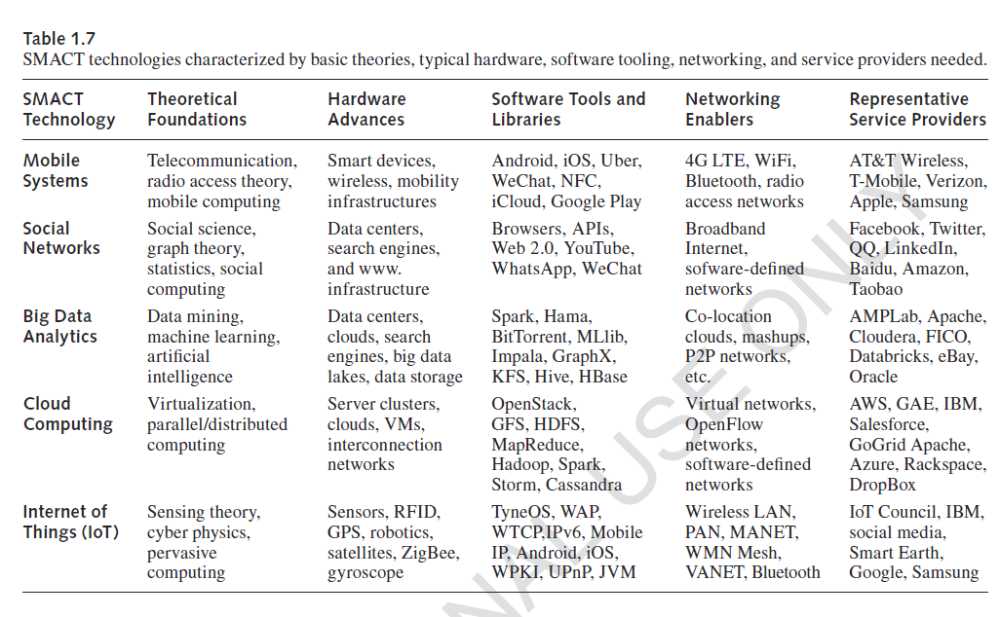 Table 1.7
SMACT technologies characterized by basic theories, typical hardware, software tooling, networking, and service providers needed.
SMACT Technology
Theoretical Foundations
Hardware Advances
Software Tools and Libraries
Networking Enablers
Representative Service Providers
Mobile Systems
Telecommunication,
radio access theory,
mobile computing
Smart devices,
wireless, mobility
infrastructures
Android, iOS, Uber,
WeChat, NFC,
iCloud, Google Play
4G LTE, WiFi,
Bluetooth, radio
access networks
AT&T Wireless,
T-Mobile, Verizon,
Apple, Samsung
Social Networks
Social science,
graph theory,
statistics, social
computing
Data centers,
search engines,
and www.
infrastructure
Browsers, APIs,
Web 2.0, YouTube,
WhatsApp, WeChat
Broadband
Internet,
sofware-defined
networks
Facebook, Twitter,
QQ, LinkedIn,
Baidu, Amazon,
Taobao
Big Data Analytics
Data mining,
machine learning,
artificial
intelligence
Data centers,
clouds, search
engines, big data
lakes, data storage
Spark, Hama,
BitTorrent, MLlib,
Impala, GraphX,
KFS, Hive, HBase
Co-location
clouds, mashups,
P2P networks,
etc.
AMPLab, Apache,
Cloudera, FICO,
Databricks, eBay,
Oracle
Cloud Computing
Virtualization,
parallel/distributed
computing
Server clusters,
clouds, VMs,
interconnection
networks
OpenStack,
GFS, HDFS,
MapReduce,
Hadoop, Spark,
Storm, Cassandra
Virtual networks,
OpenFlow
networks,
software-defined
networks
AWS, GAE, IBM,
Salesforce,
GoGrid Apache,
Azure, Rackspace,
DropBox
Internet of Things (IoT)
Sensing theory,
cyber physics,
pervasive
computing
Sensors, RFID,
GPS, robotics,
satellites, ZigBee,
gyroscope
TyneOS, WAP,
WTCP,IPv6, Mobile
IP, Android, iOS,
WPKI, UPnP, JVM
Wireless LAN,
PAN, MANET,
WMN Mesh,
VANET, Bluetooth
IoT Council, IBM,
social media,
Smart Earth,
Google, Samsung
NAL USE ONLY